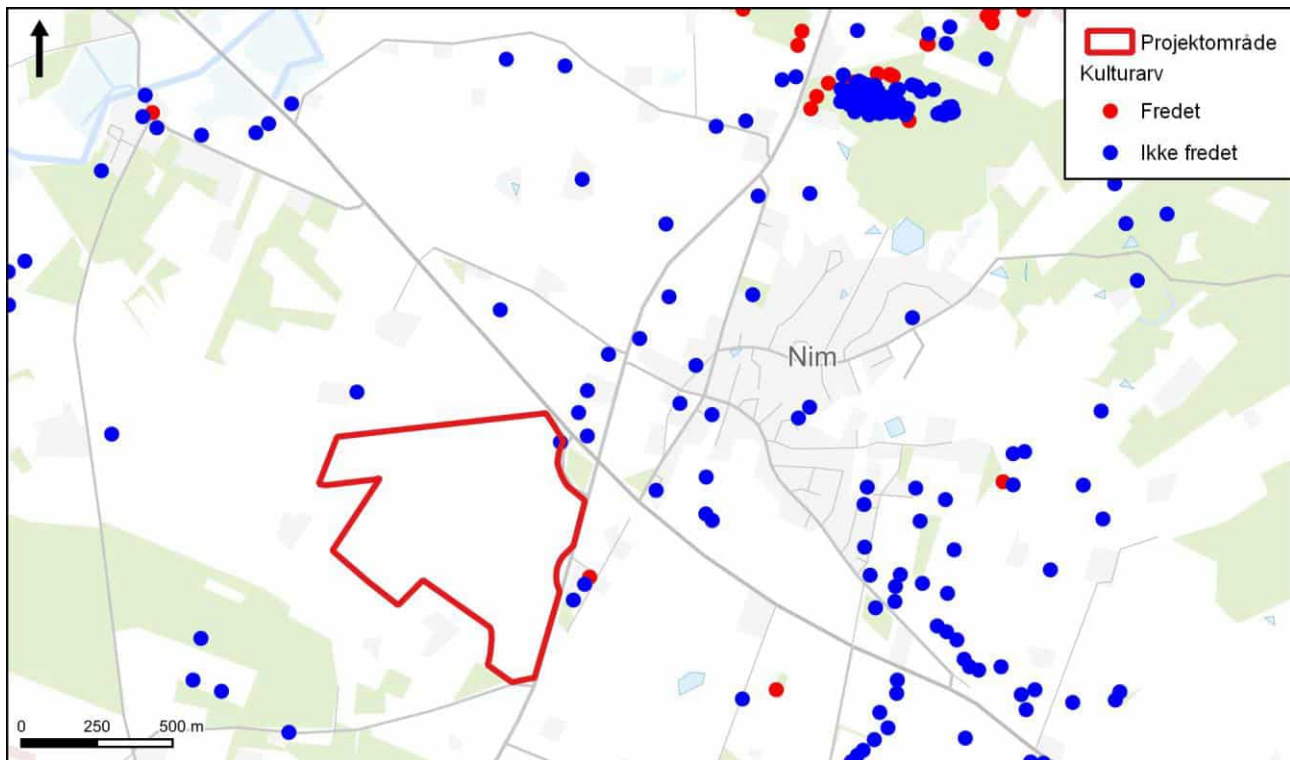 Projektområde
Kulturarv
Fredet
Ikke fredet
Nim
0 250 500 m